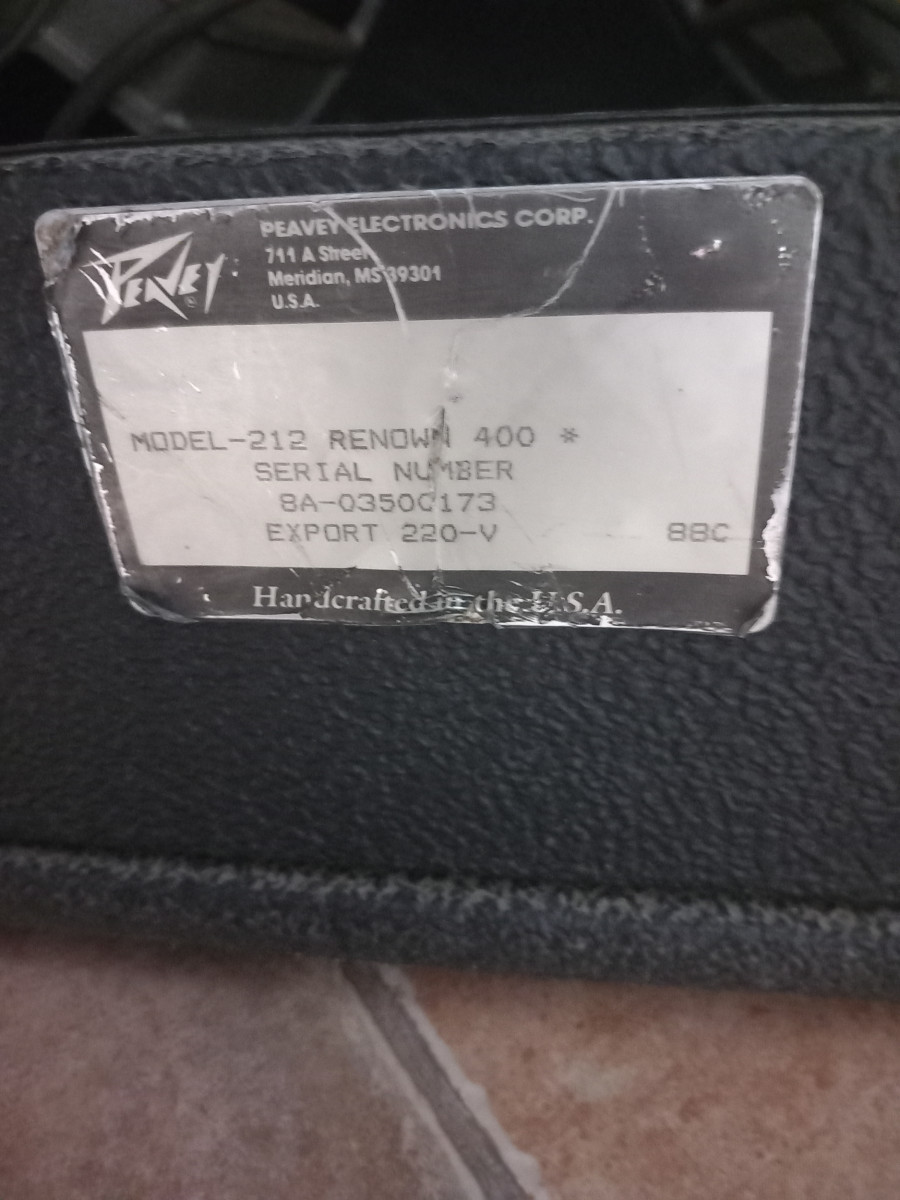 PEAVEY
®
PEAVEY ELECTRONICS CORP.
711 A Street
Meridian, MS 39301
U.S.A.
MODEL-212 RENOWN 400 *
SERIAL NUMBER
8A-03500173
EXPORT 220-V 88C
Handcrafted in the U.S.A.